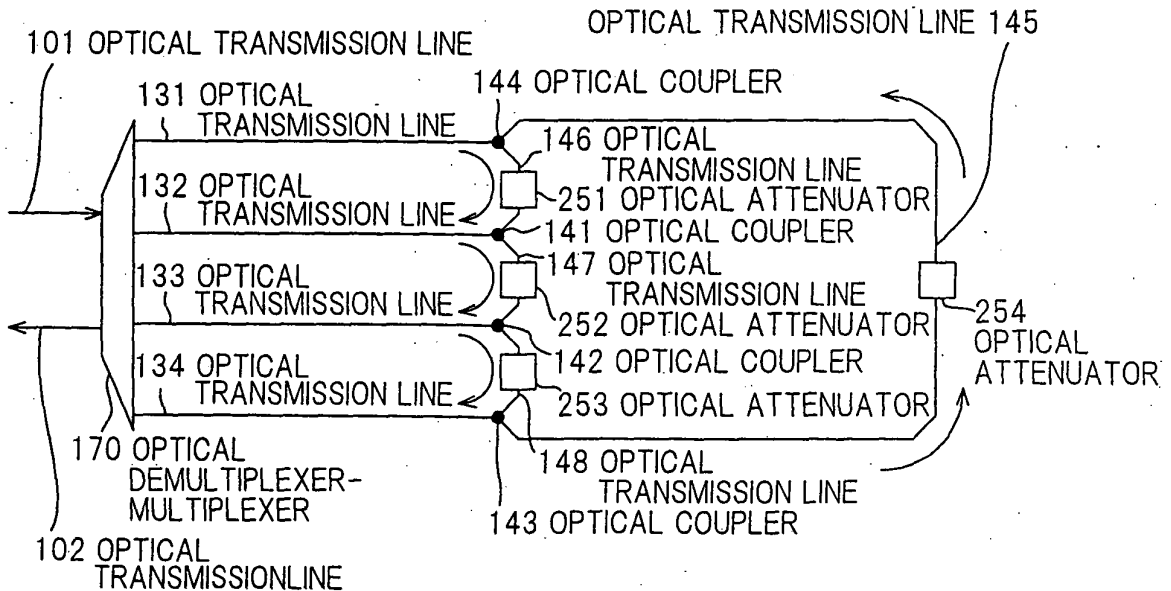 OPTICAL TRANSMISSION LINE 145
101 OPTICAL TRANSMISSION LINE
131 OPTICAL
TRANSMISSION LINE
144 OPTICAL COUPLER
146 OPTICAL
TRANSMISSION LINE
251 OPTICAL ATTENUATOR
132 OPTICAL
TRANSMISSION LINE
141 OPTICAL COUPLER
147 OPTICAL
TRANSMISSION LINE
133 OPTICAL
TRANSMISSION LINE
252 OPTICAL ATTENUATOR
254
OPTICAL
ATTENUATOR
142 OPTICAL COUPLER
134 OPTICAL
TRANSMISSION LINE
253 OPTICAL ATTENUATOR
170 OPTICAL
DEMULTIPLEXER-
MULTIPLEXER
148 OPTICAL
TRANSMISSION LINE
143 OPTICAL COUPLER
102 OPTICAL
TRANSMISSIONLINE